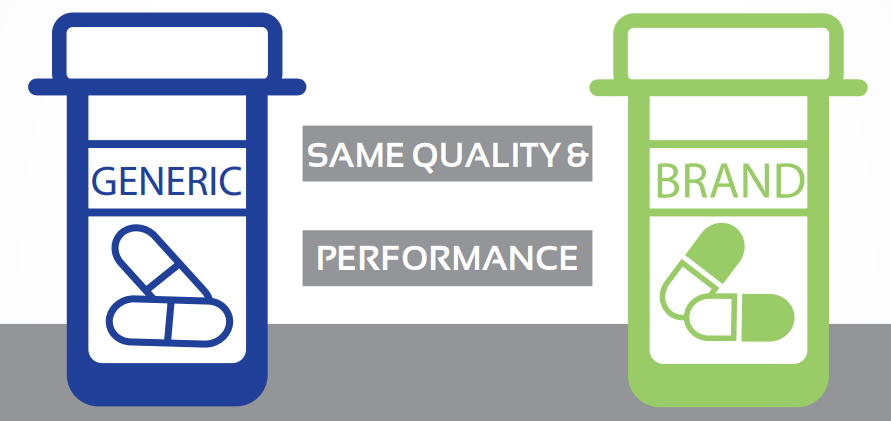 SAME QUALITY &
GENERIC
BRAND
PERFORMANCE